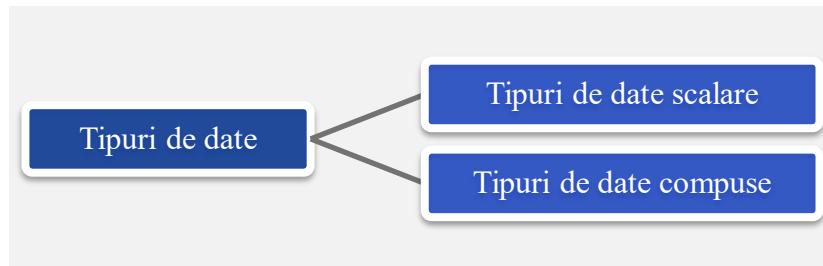 Tipuri de date
Tipuri de date scalare
Tipuri de date compuse